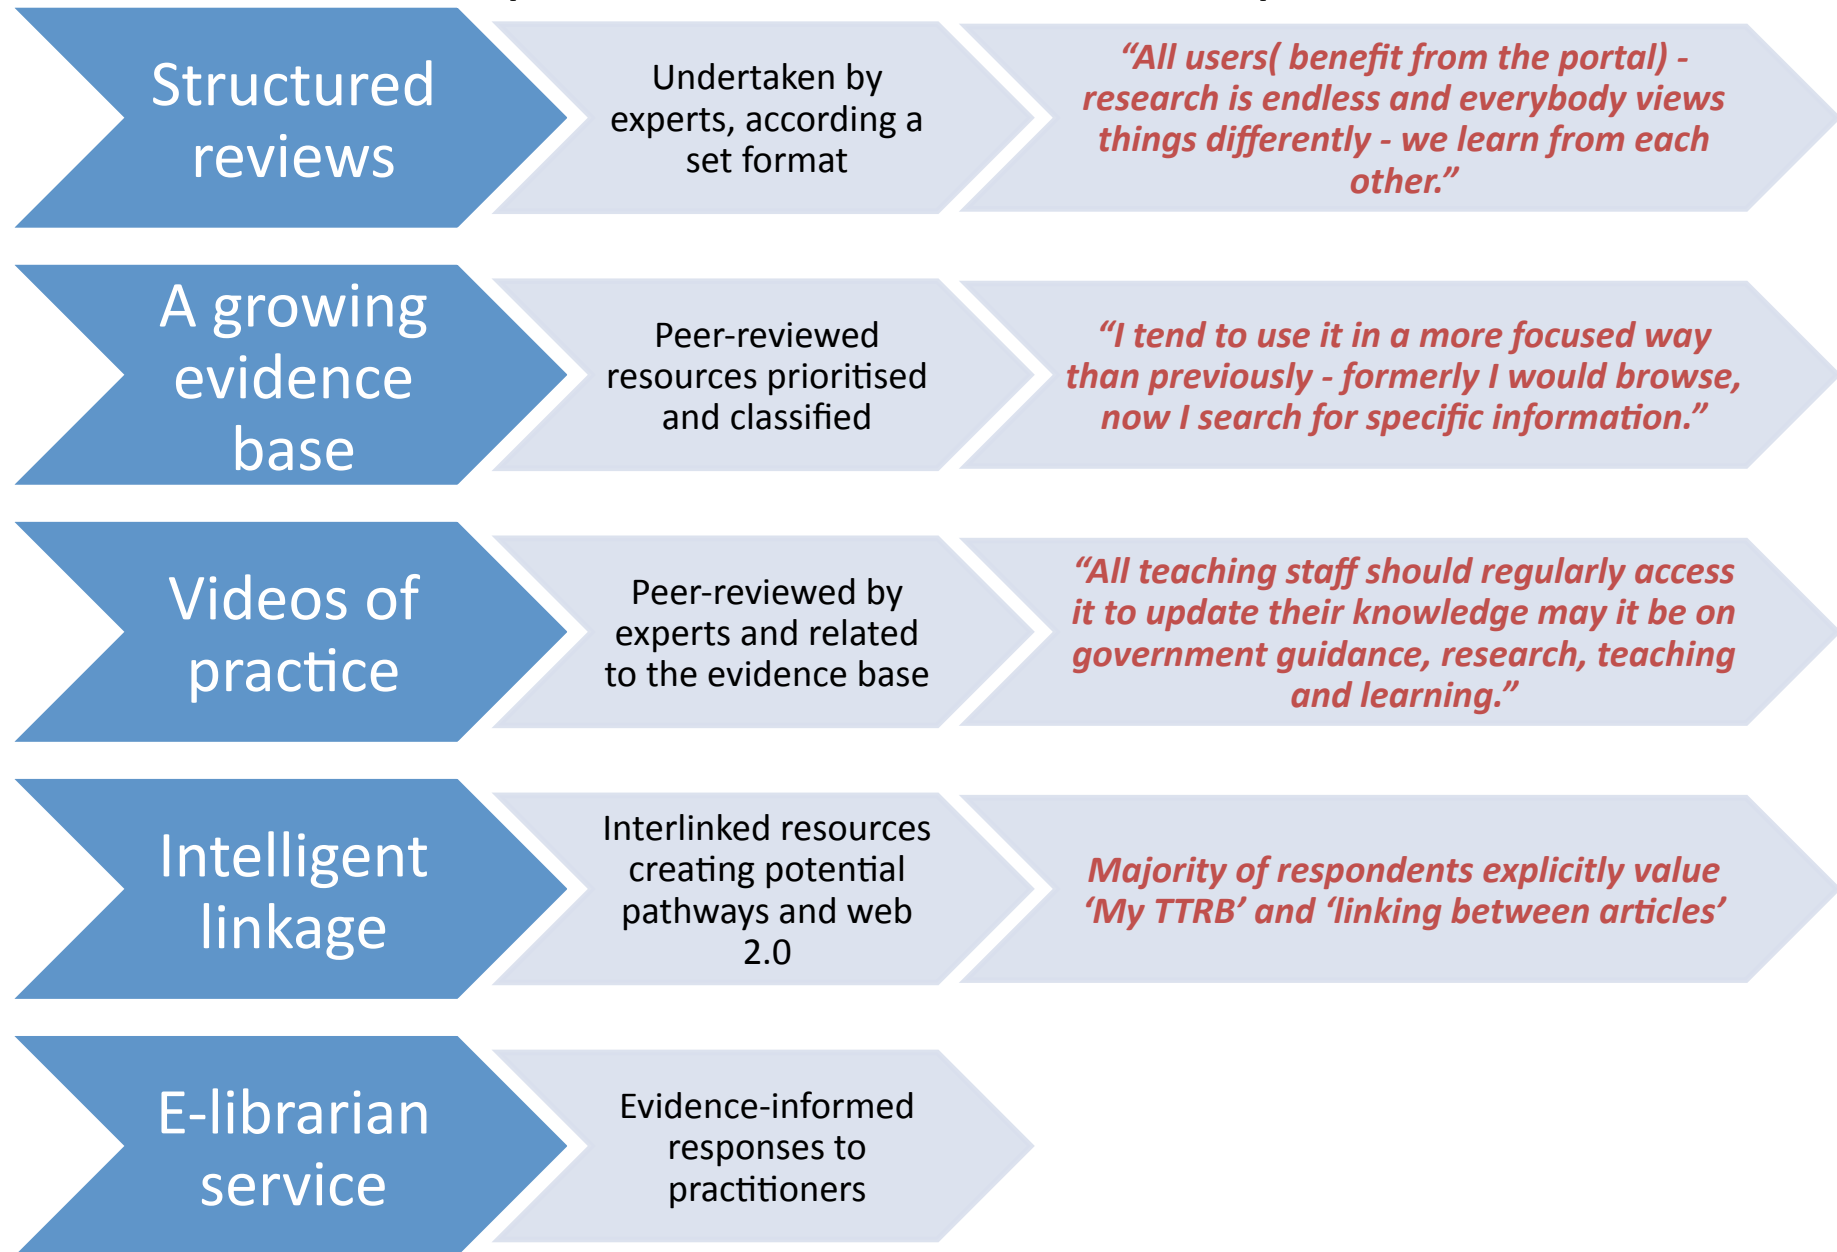 Structured
reviews
Undertaken by
experts, according a
set format
“All users( benefit from the portal) -
research is endless and everybody views
things differently - we learn from each
other.”
A growing
evidence
base
Peer-reviewed
resources prioritised
and classified
“I tend to use it in a more focused way
than previously - formerly I would browse,
now I search for specific information.”
Videos of
practice
Peer-reviewed by
experts and related
to the evidence base
“All teaching staff should regularly access
it to update their knowledge may it be on
government guidance, research, teaching
and learning.”
Intelligent
linkage
Interlinked resources
creating potential
pathways and web
2.0
Majority of respondents explicitly value
‘My TTRB’ and ‘linking between articles’
E-librarian
service
Evidence-informed
responses to
practitioners